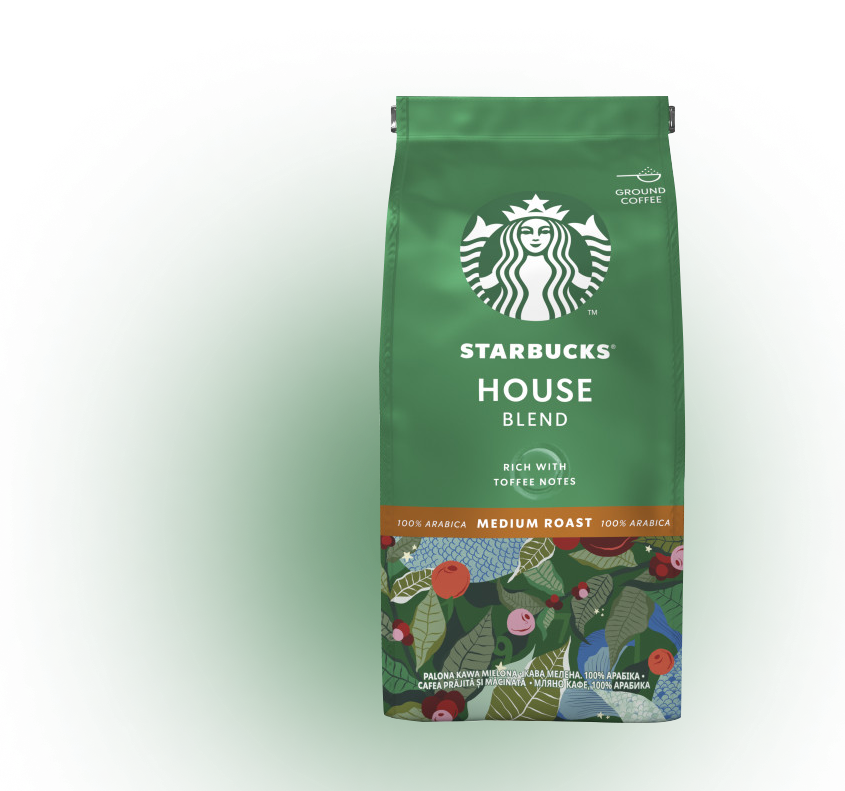 GROUND
COFFEE
TM
STARBUCKS®
HOUSE
BLEND
RICH WITH
TOFFEE NOTES
100% ARABICA MEDIUM ROAST 100% ARABICA
PALONA KAWA MIELONA • КАВА МЕЛЕНА, 100% АРАБІКА •
CAFEA PRĂJITĂ ȘI MĂCINATĂ • МЛЯНО КАФЕ, 100% АРАБИКА